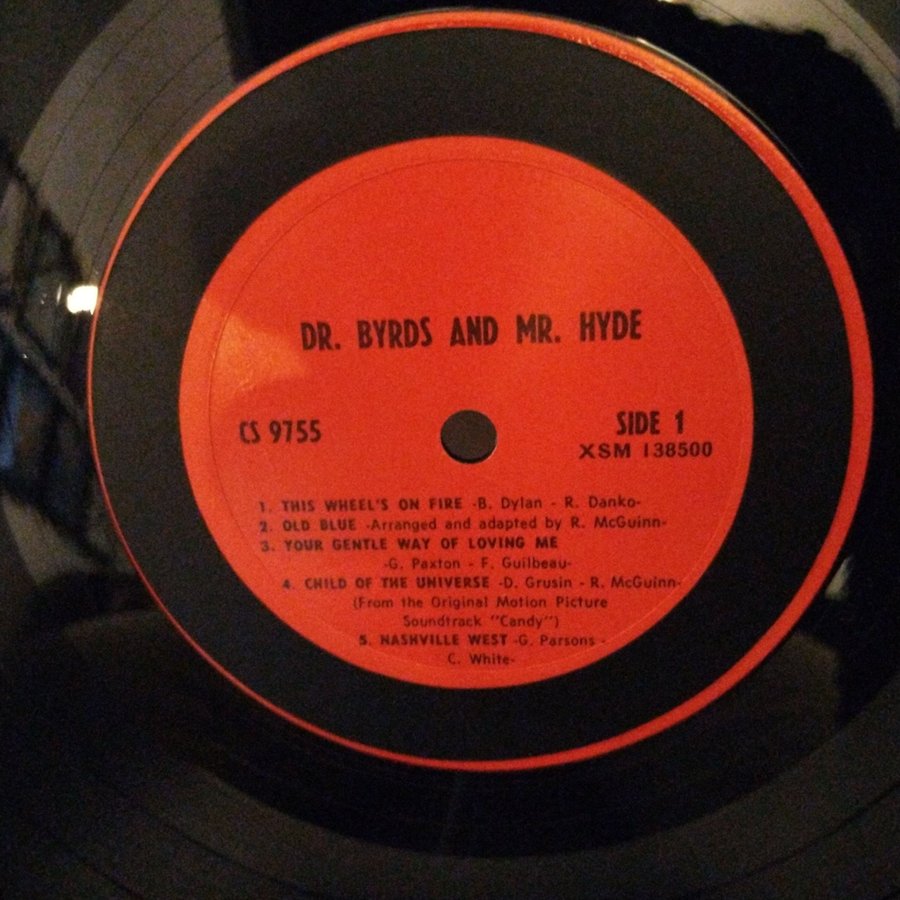 DR. BYRDS AND MR. HYDE
CS 9755
SIDE 1
XSM 138500
1. THIS WHEEL'S ON FIRE -B. Dylan - R. Danko-
2. OLD BLUE -Arranged and adapted by R. McGuinn-
3. YOUR GENTLE WAY OF LOVING ME
-G. Paxton - F. Guilbeau-
4. CHILD OF THE UNIVERSE -D. Grusin - R. McGuinn-
(From the Original Motion Picture
Soundtrack "Candy")
5. NASHVILLE WEST -G. Parsons -
C. White-